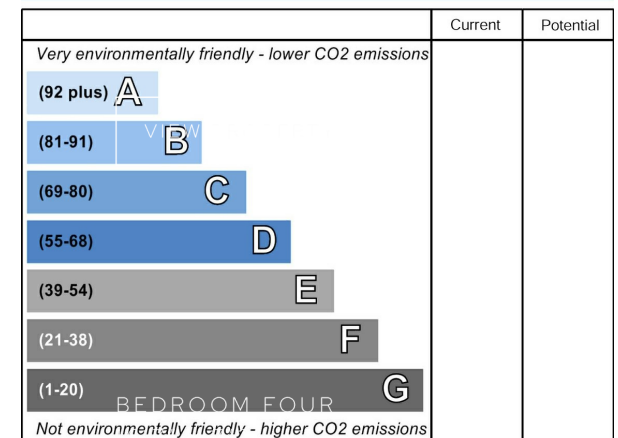 Current Potential
Very environmentally friendly - lower CO2 emissions
(92 plus) A
(81-91) B
VIEW
(69-80) C
(55-68) D
(39-54) E
(21-38) F
(1-20) G
BEDROOM FOUR
Not environmentally friendly - higher CO2 emissions